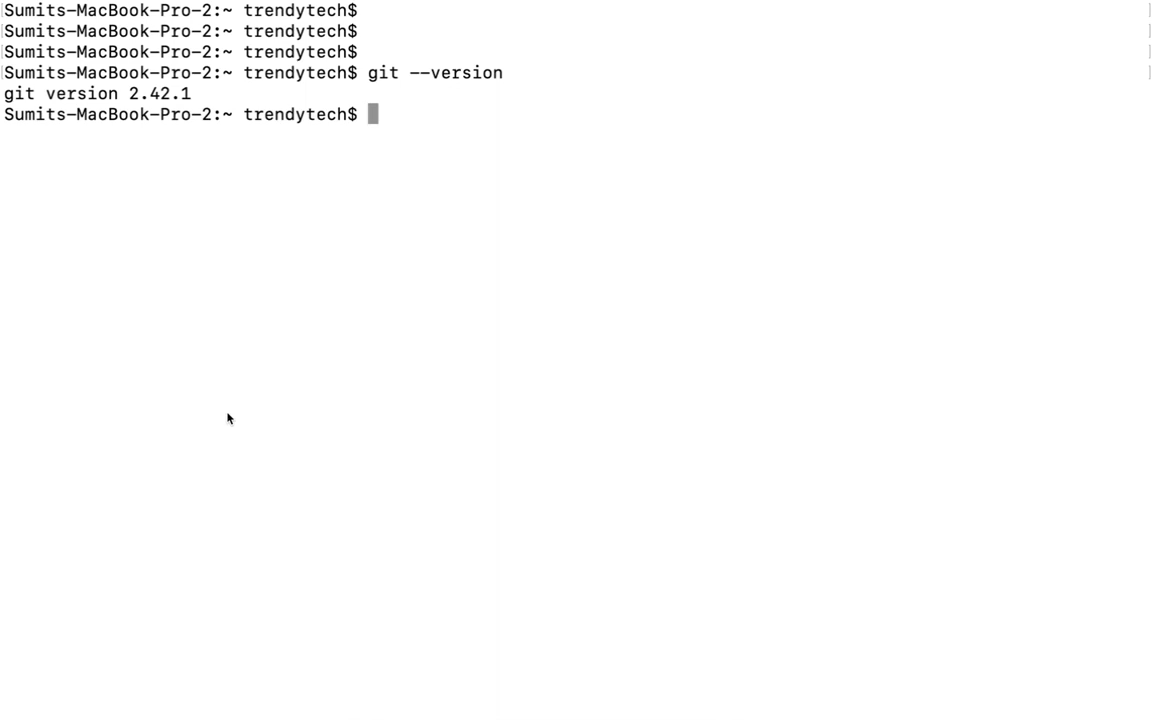 Sumits-MacBook-Pro-2:~ trendytech$
Sumits-MacBook-Pro-2:~ trendytech$
Sumits-MacBook-Pro-2:~ trendytech$
Sumits-MacBook-Pro-2:~ trendytech$ git --version
git version 2.42.1
Sumits-MacBook-Pro-2:~ trendytech$